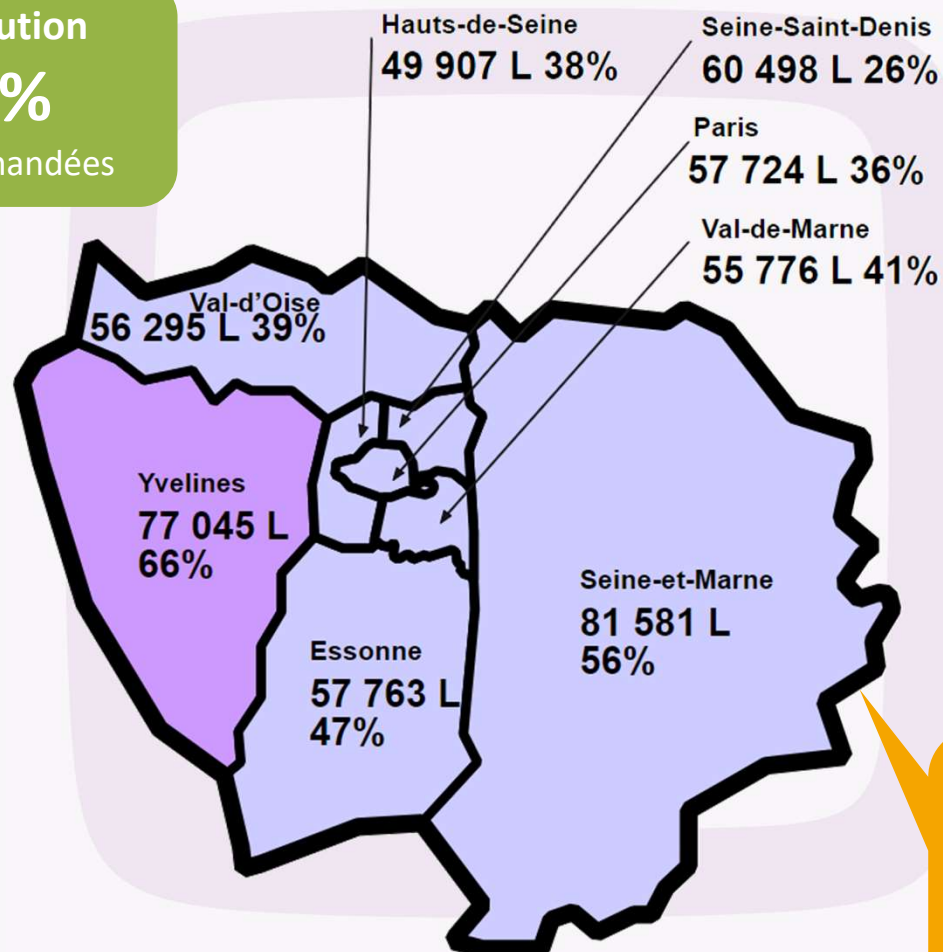 ution
%
nandées
Hauts-de-Seine
49 907 L 38%
Seine-Saint-Denis
60 498 L 26%
Paris
57 724 L 36%
Val-de-Marne
55 776 L 41%
Val-d’Oise
56 295 L 39%
Yvelines
77 045 L
66%
Seine-et-Marne
81 581 L
56%
Essonne
57 763 L
47%